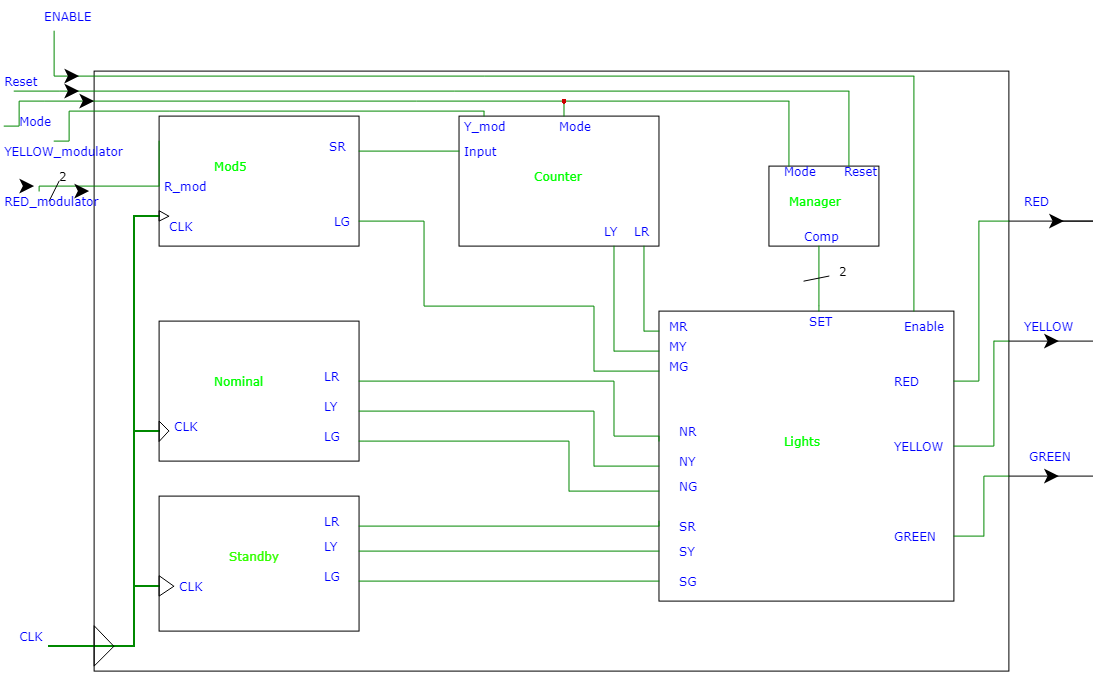 ENABLE
Reset
Mode
YELLOW_modulator
2
RED_modulator
Mod5
SR
R_mod
LG
CLK
Y_mod
Mode
Input
Counter
LY
LR
Mode
Reset
Manager
Comp
2
SET
Enable
MR
MY
MG
NR
NY
NG
SR
SY
SG
Lights
RED
YELLOW
GREEN
Nominal
LR
LY
LG
CLK
Standby
LR
LY
LG
CLK
CLK
RED
YELLOW
GREEN